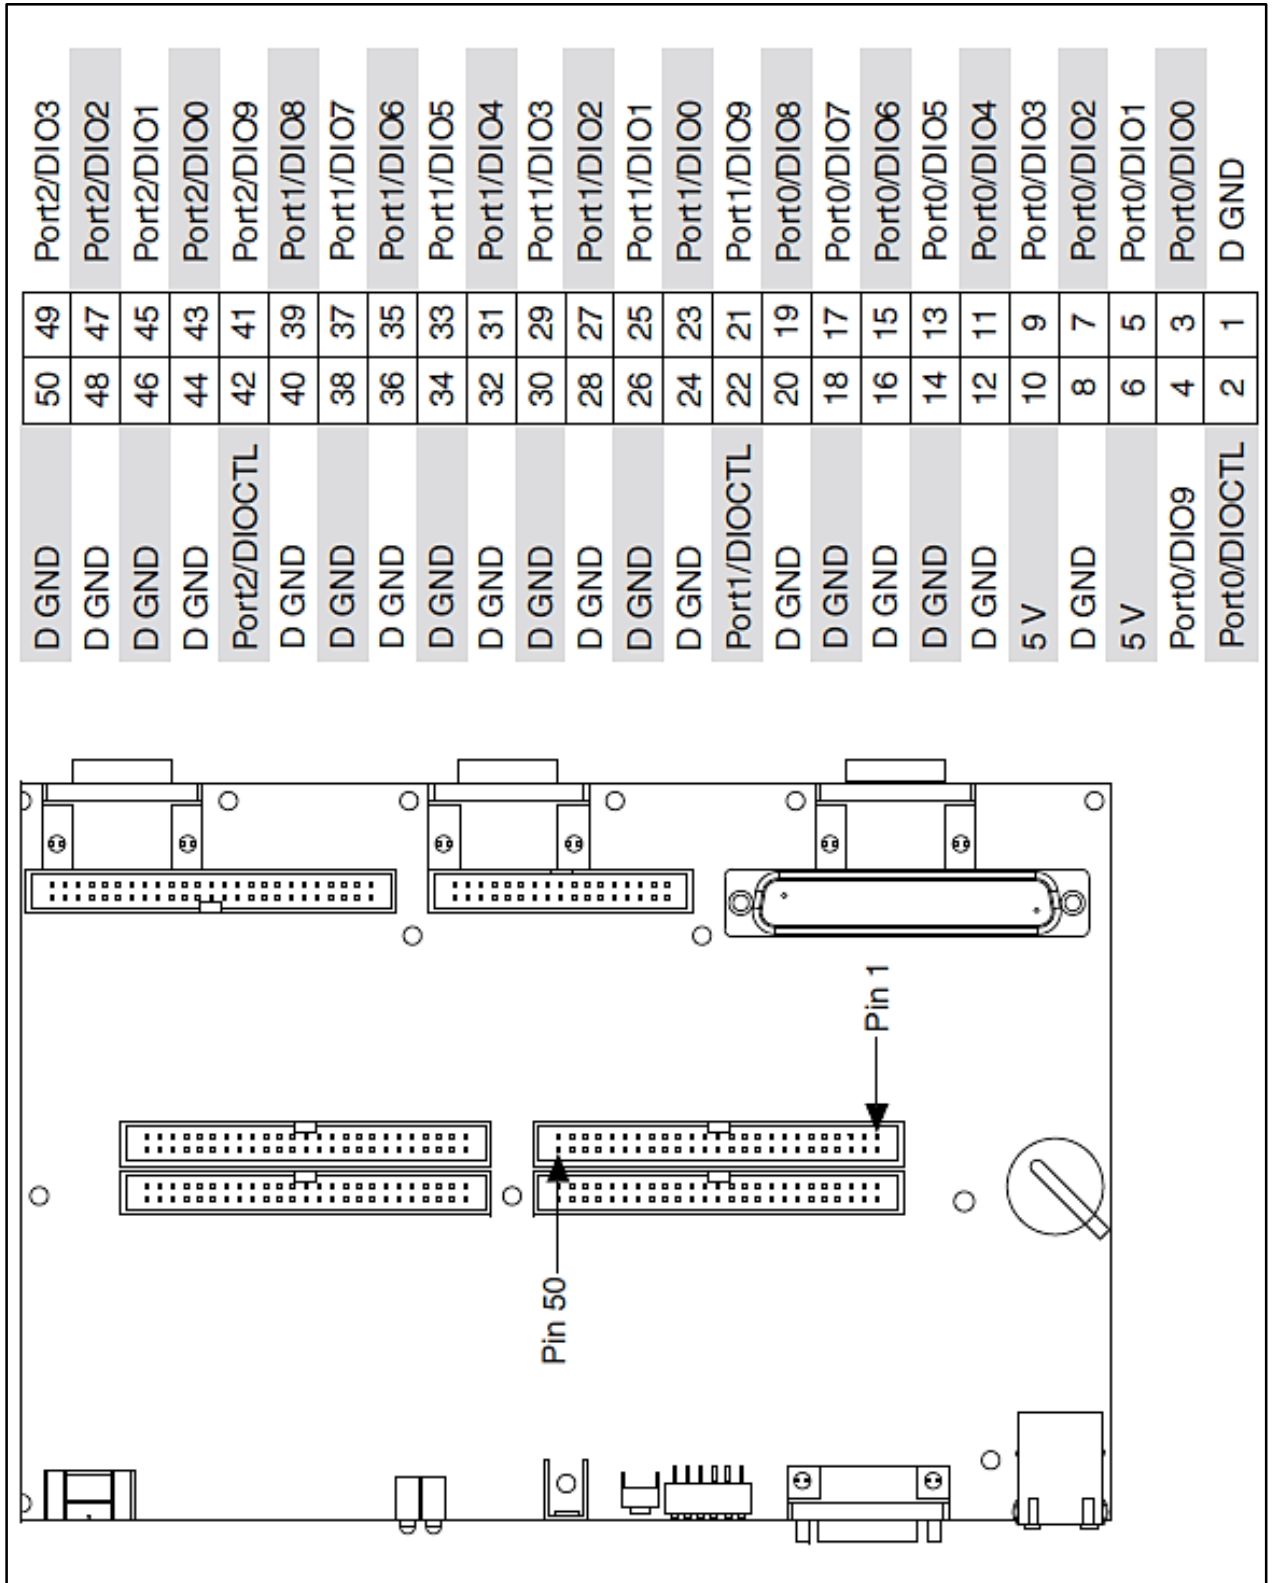 D GND 50 49 Port2/DIO3
D GND 48 47 Port2/DIO2
D GND 46 45 Port2/DIO1
D GND 44 43 Port2/DIO0
Port2/DIOCTL 42 41 Port2/DIO9
D GND 40 39 Port1/DIO8
D GND 38 37 Port1/DIO7
D GND 36 35 Port1/DIO6
D GND 34 33 Port1/DIO5
D GND 32 31 Port1/DIO4
D GND 30 29 Port1/DIO3
D GND 28 27 Port1/DIO2
D GND 26 25 Port1/DIO1
D GND 24 23 Port1/DIO0
Port1/DIOCTL 22 21 Port1/DIO9
D GND 20 19 Port0/DIO8
D GND 18 17 Port0/DIO7
D GND 16 15 Port0/DIO6
D GND 14 13 Port0/DIO5
D GND 12 11 Port0/DIO4
5 V 10 9 Port0/DIO3
D GND 8 7 Port0/DIO2
5 V 6 5 Port0/DIO1
Port0/DIO9 4 3 Port0/DIO0
Port0/DIOCTL 2 1 D GND
Pin 50
Pin 1